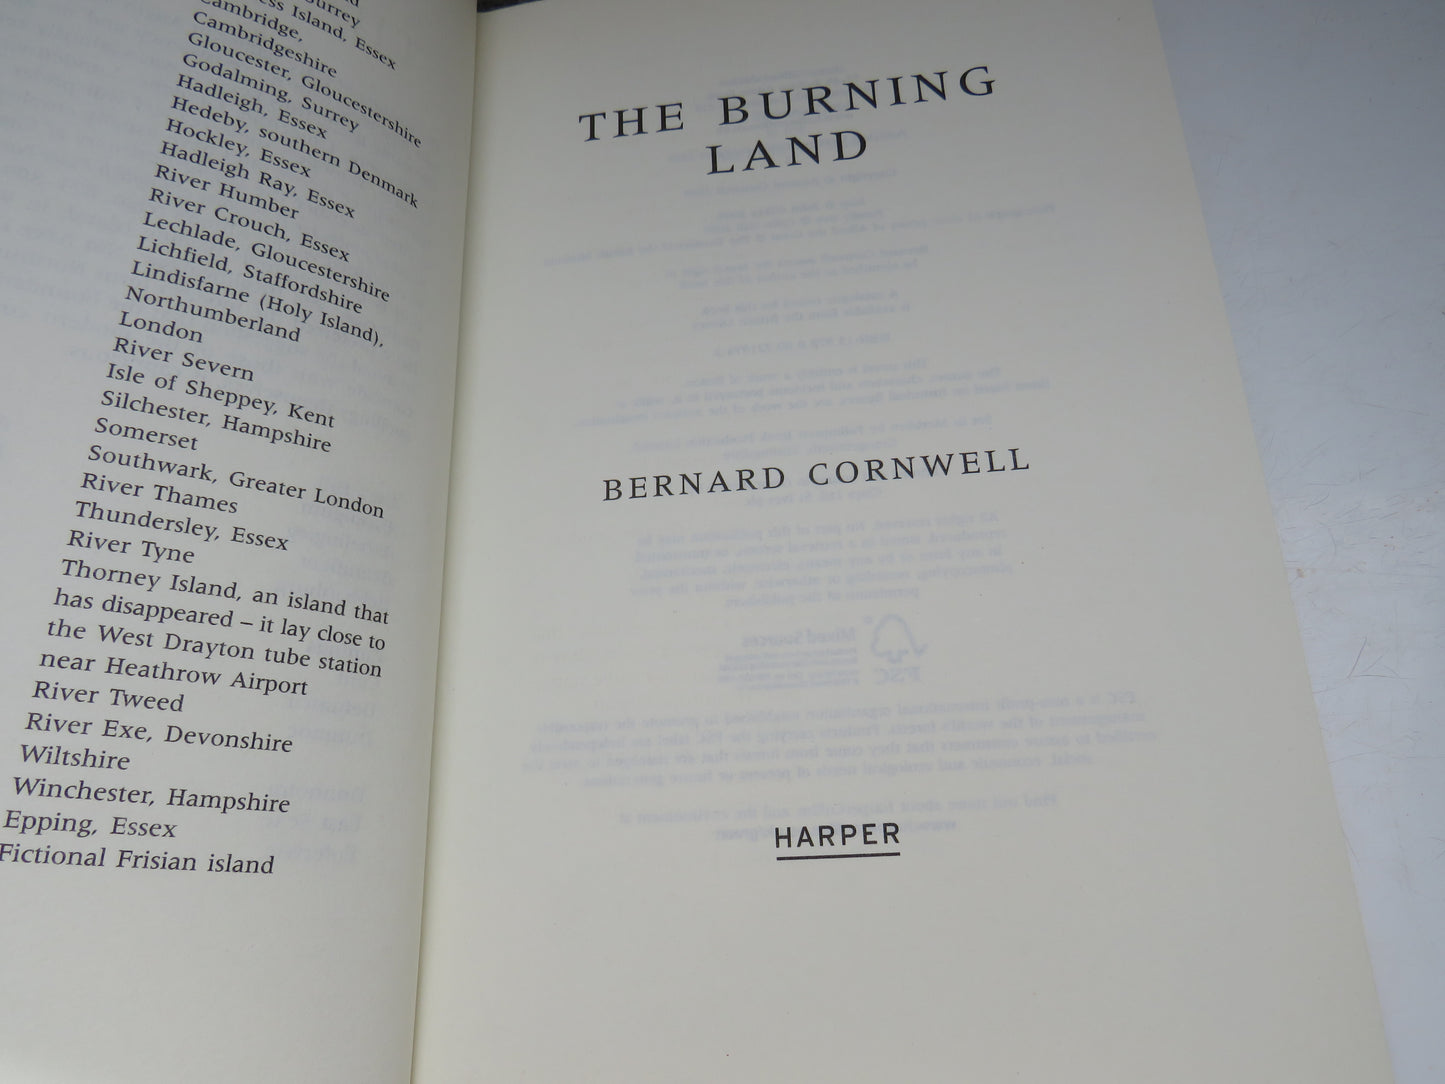 Surrey
ess Island, Essex
Cambridge,
Cambridgeshire
Gloucester, Gloucestershire
Godalming, Surrey
Hadleigh, Essex
Hedeby, southern Denmark
Hockley, Essex
Hadleigh Ray, Essex
River Humber
River Crouch, Essex
Lechlade, Gloucestershire
Lichfield, Staffordshire
Lindisfarne (Holy Island),
Northumberland
London
River Severn
Isle of Sheppey, Kent
Silchester, Hampshire
Somerset
Southwark, Greater London
River Thames
Thundersley, Essex
River Tyne
Thorney Island, an island that
has disappeared – it lay close to
the West Drayton tube station
near Heathrow Airport
River Tweed
River Exe, Devonshire
Wiltshire
Winchester, Hampshire
Epping, Essex
Fictional Frisian island
THE BURNING
LAND
BERNARD CORNWELL
HARPER